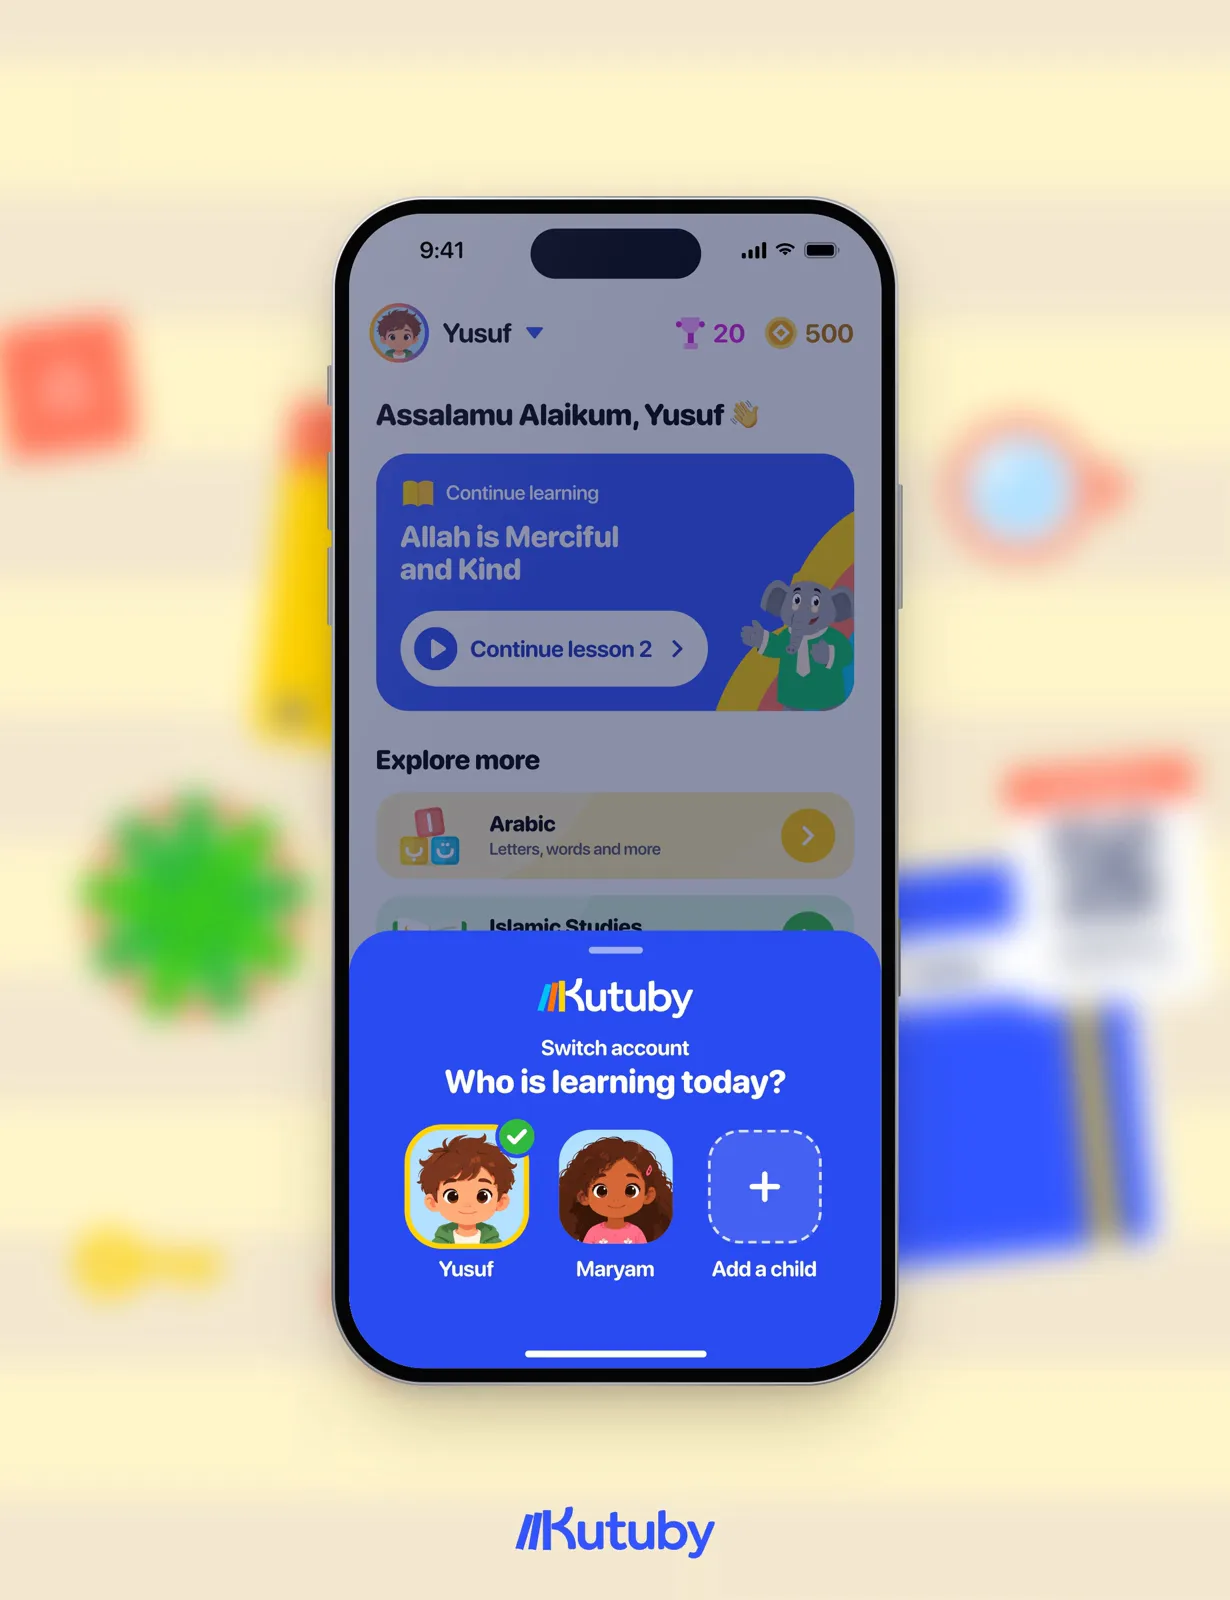 9:41
Yusuf
20
500
Assalamu Alaikum, Yusuf 👋
Continue learning
Allah is Merciful
and Kind
Continue lesson 2
Explore more
Arabic
Letters, words and more
Islamic Studies
Kutuby
Switch account
Who is learning today?
Yusuf
Maryam
Add a child
Kutuby